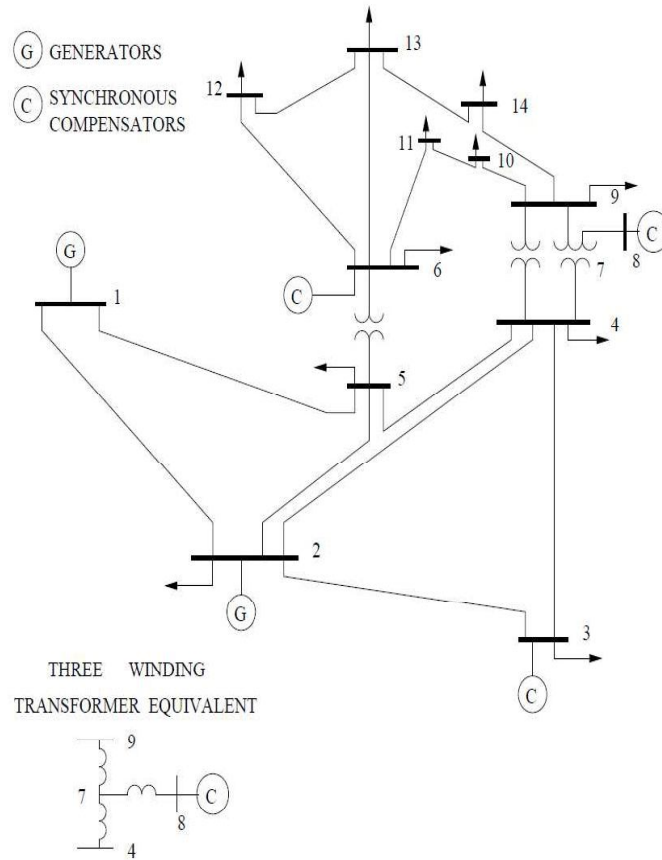 G GENERATORS
C SYNCHRONOUS
COMPENSATORS
13
12
14
11
10
9
G
C
6
C
7
8
1
4
5
2
G
3
C
THREE WINDING
TRANSFORMER EQUIVALENT
9
7
C
8
4